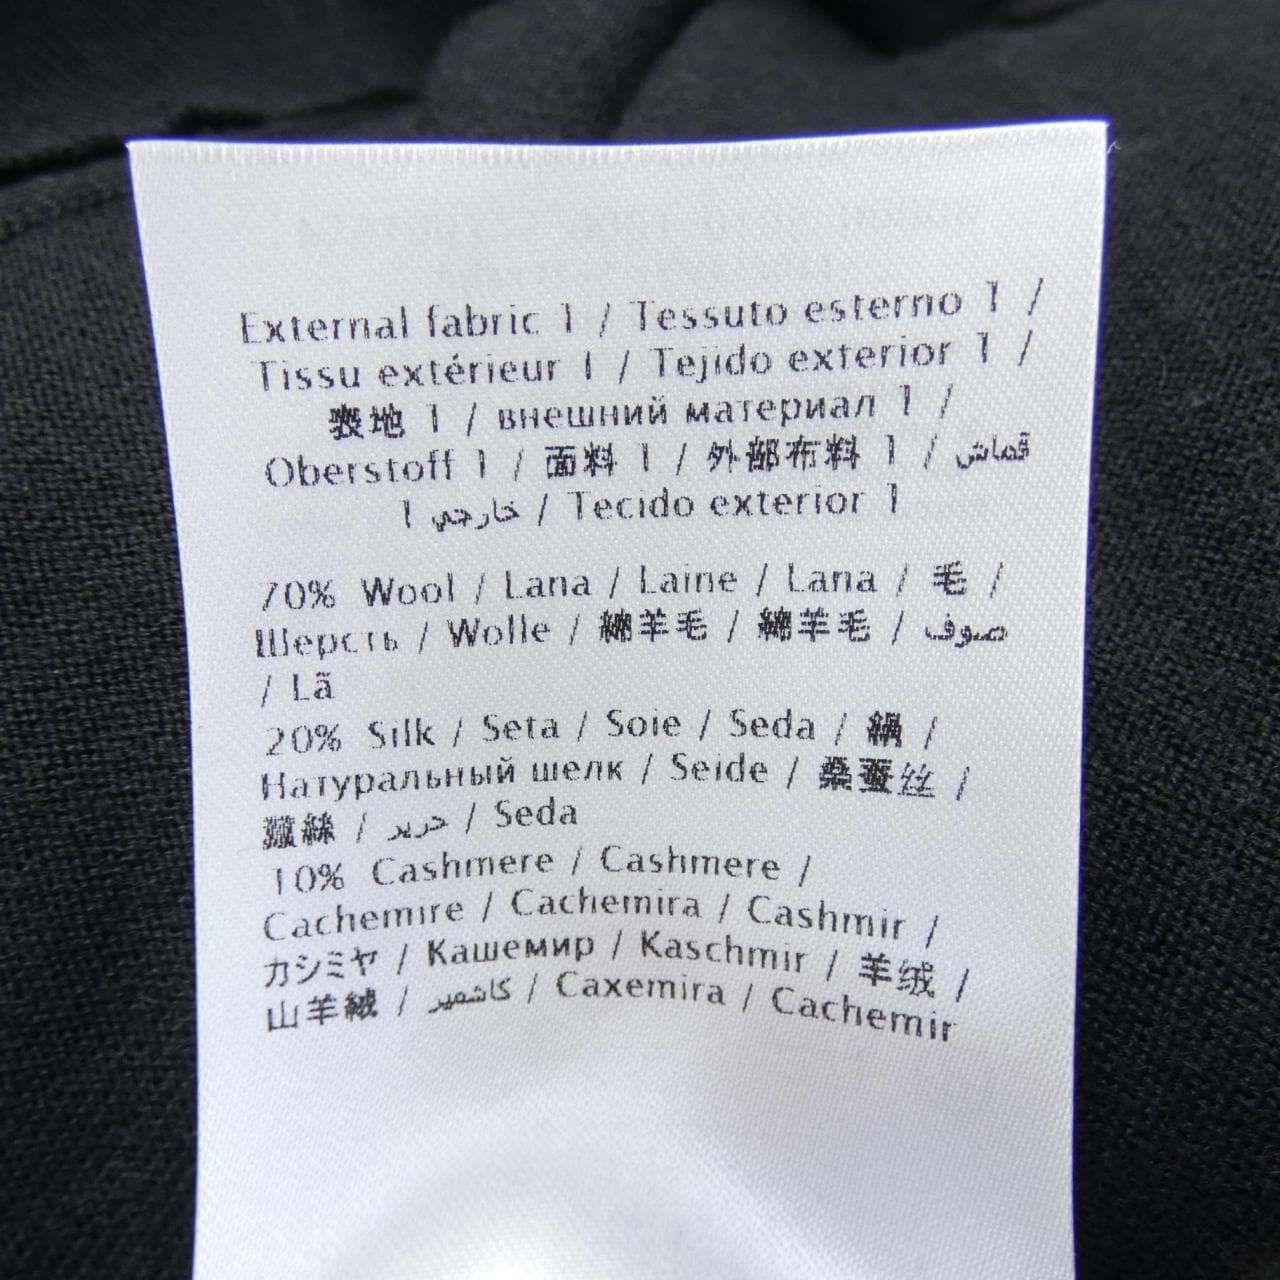 External fabric 1 / Tessuto esterno 1 /
Tissu extérieur 1 / Tejido exterior 1 /
表地 1 / внешний материал 1 /
Oberstoff 1 / 面料 1 / 外部布料 1 / قماش
خارجي 1 / Tecido exterior 1
70% Wool / Lana / Laine / Lana / 毛 /
Шерсть / Wolle / 綿羊毛 / 綿羊毛 / صوف
/ Lã
20% Silk / Seta / Soie / Seda / 絹 /
Натуральный шелк / Seide / 桑蚕丝 /
蠶絲 / حرير / Seda
10% Cashmere / Cashmere /
Cachemire / Cachemira / Cashmir /
カシミヤ / Кашемир / Kaschmir / 羊绒 /
山羊絨 / كاشمير / Caxemira / Cachemir